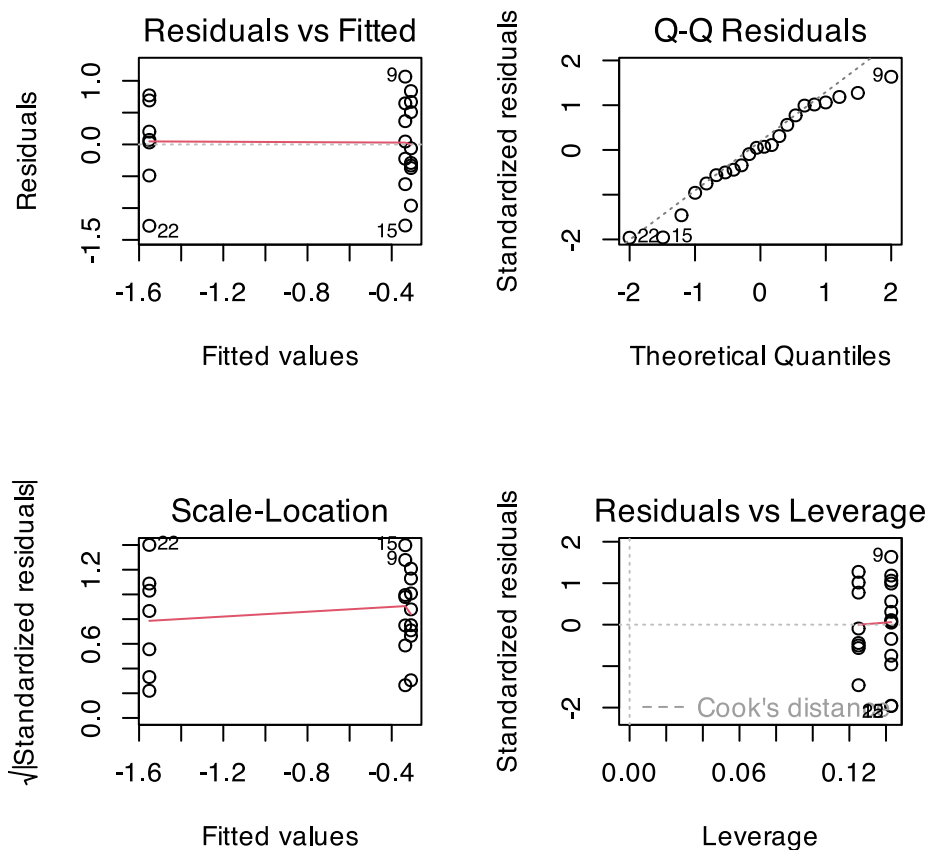 Residuals vs Fitted
Residuals
1.0
0.0
-1.5
9
22
15
-1.6 -1.2 -0.8 -0.4
Fitted values
Q-Q Residuals
Standardized residuals
2
1
0
-2
9
22
15
-2 -1 0 1 2
Theoretical Quantiles
Scale-Location
√|Standardized residuals|
1.2
0.6
0.0
22
15
9
-1.6 -1.2 -0.8 -0.4
Fitted values
Residuals vs Leverage
Standardized residuals
2
1
0
-2
9
Cook's distance
0.00 0.06 0.12
Leverage